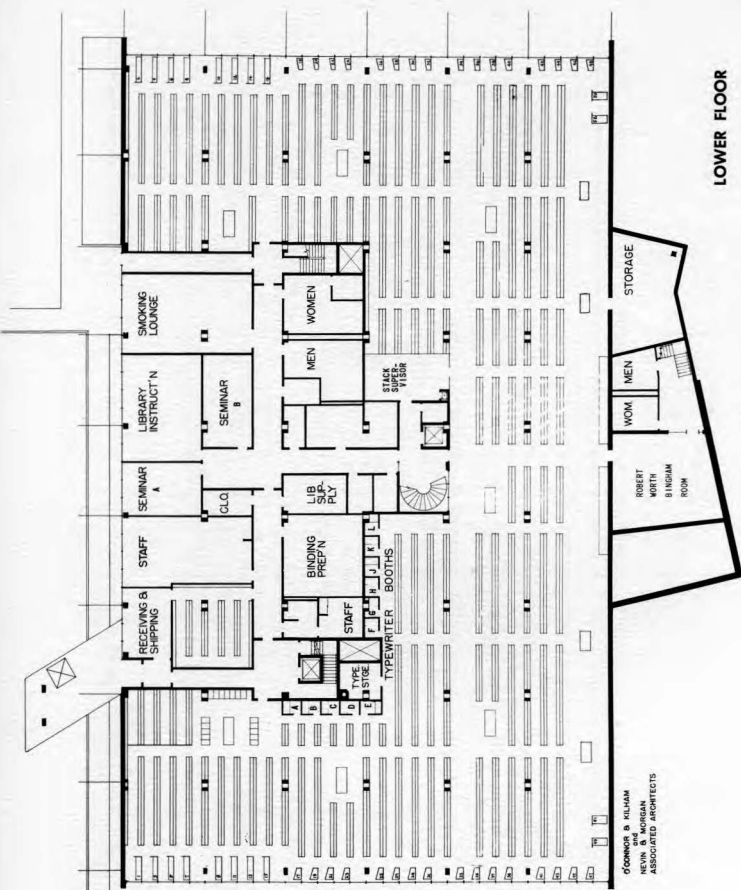 LOWER FLOOR
SMOKING
LOUNGE
LIBRARY
INSTRUCT'N
SEMINAR
B
SEMINAR
A
CLO.
STAFF
RECEIVING &
SHIPPING
WOMEN
MEN
STACK
SUPER-
VISOR
LIB
SUP-
PLY
BINDING
PREP'N
STAFF
TYPE.
STGE.
TYPEWRITER BOOTHS
A
B
C
D
E
F
G
H
J
K
L
STORAGE
MEN
WOM.
ROBERT
WORTH
BINGHAM
ROOM
O'CONNOR & KILHAM
and
NEVIN & MORGAN
ASSOCIATED ARCHITECTS